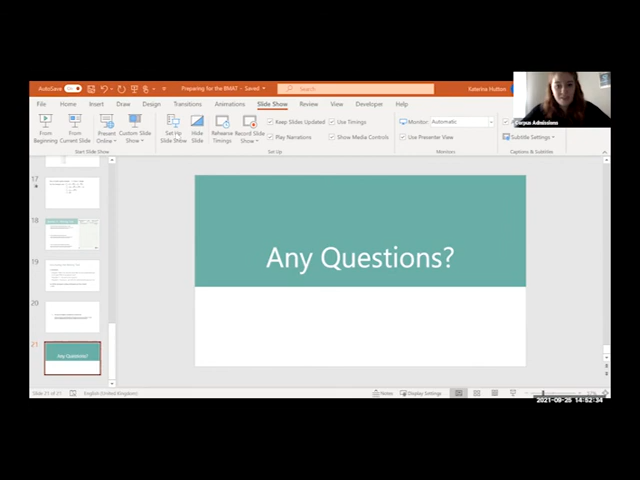 AutoSave On Preparing for the BMAT - Saved Search Katerina Hutton
File Home Insert Draw Design Transitions Animations Slide Show Review View Developer Help
Corpus Admissions
From Beginning From Current Slide Present Online Custom Slide Show Set Up Slide Show Hide Slide Rehearse Timings Record Slide Show
Keep Slides Updated Use Timings
Play Narrations Show Media Controls
Monitor: Automatic
Use Presenter View
Subtitle Settings
Start Slide Show Set Up Monitors Captions & Subtitles
17
18
19
20
21
Any Questions?
Any Questions?
Slide 21 of 21 English (United Kingdom) Notes Display Settings
2021-09-25 14:52:34